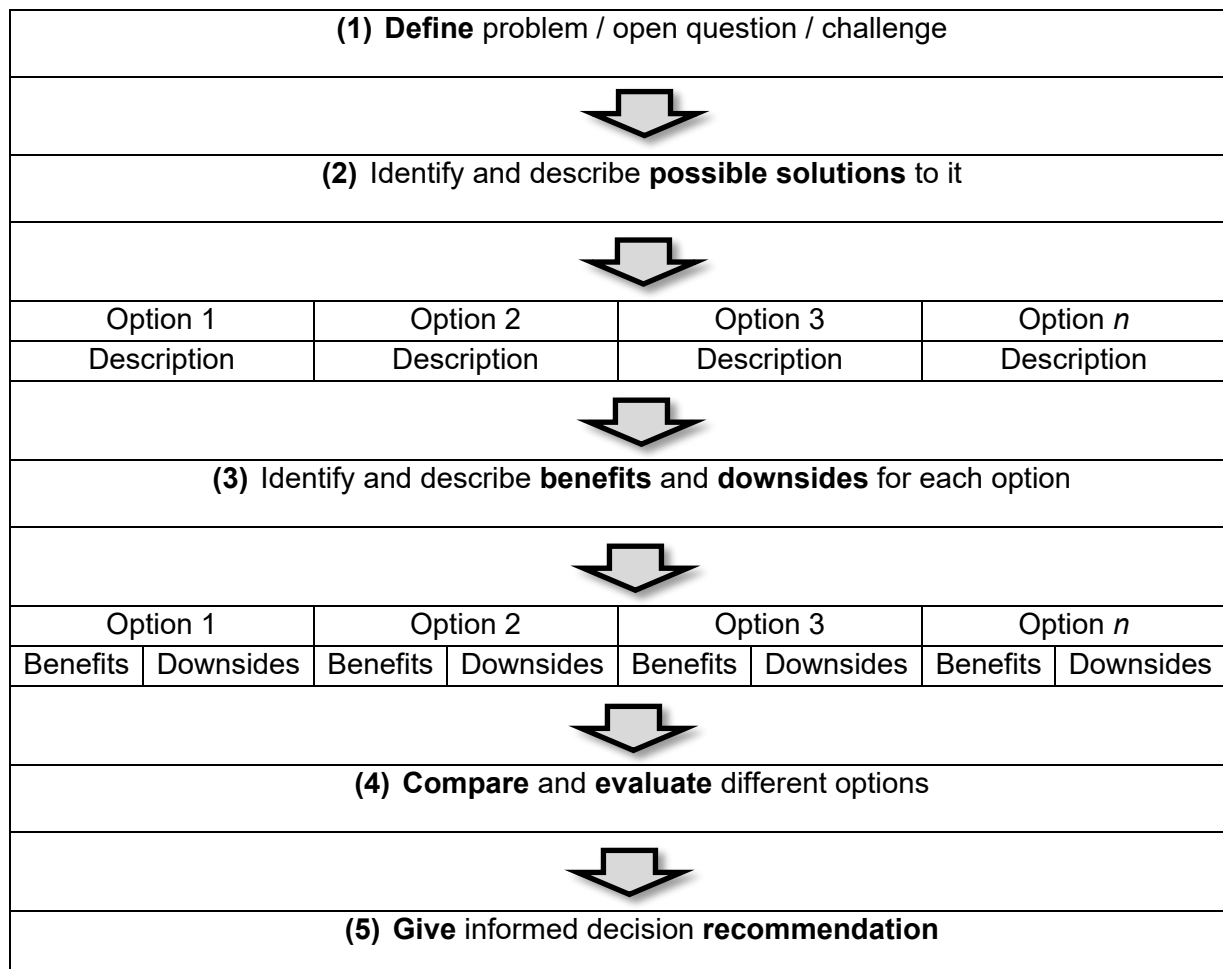 (1) Define problem / open question / challenge
(2) Identify and describe possible solutions to it
Option 1 Option 2 Option 3 Option n
Description Description Description Description
(3) Identify and describe benefits and downsides for each option
Option 1 Option 2 Option 3 Option n
Benefits Downsides Benefits Downsides Benefits Downsides Benefits Downsides
(4) Compare and evaluate different options
(5) Give informed decision recommendation